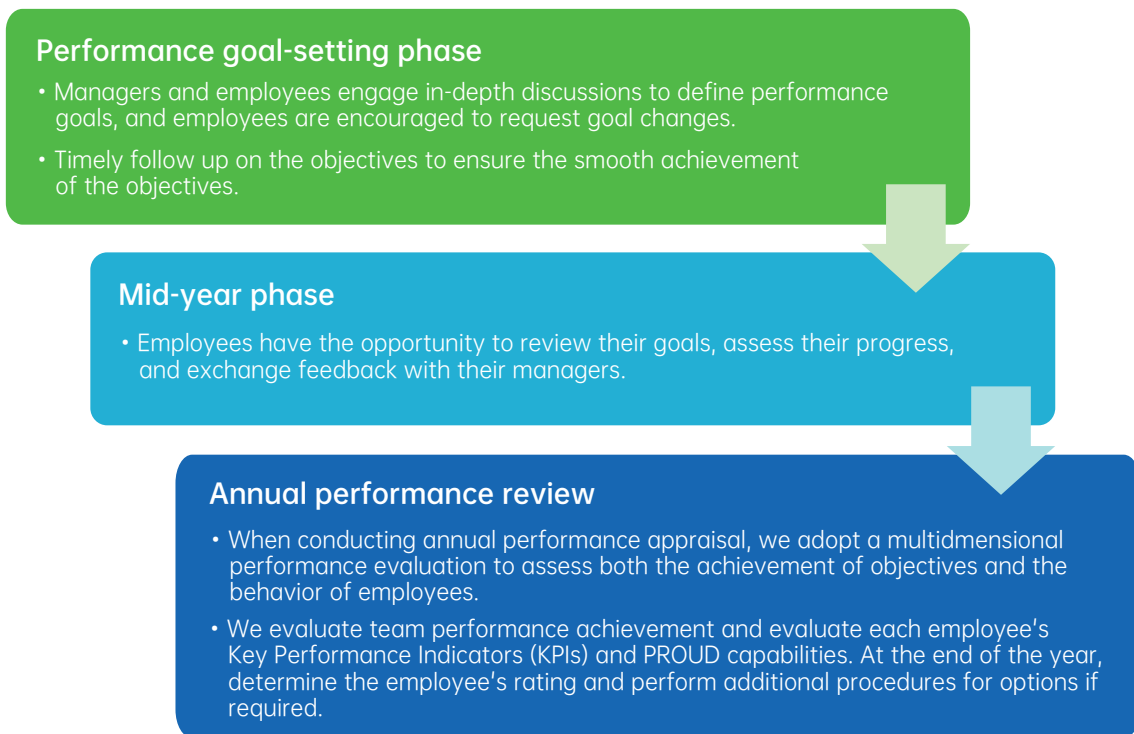 Performance goal-setting phase
• Managers and employees engage in-depth discussions to define performance
goals, and employees are encouraged to request goal changes.
• Timely follow up on the objectives to ensure the smooth achievement
of the objectives.
Mid-year phase
• Employees have the opportunity to review their goals, assess their progress,
and exchange feedback with their managers.
Annual performance review
• When conducting annual performance appraisal, we adopt a multidmensional
performance evaluation to assess both the achievement of objectives and the
behavior of employees.
• We evaluate team performance achievement and evaluate each employee's
Key Performance Indicators (KPIs) and PROUD capabilities. At the end of the year,
determine the employee's rating and perform additional procedures for options if
required.